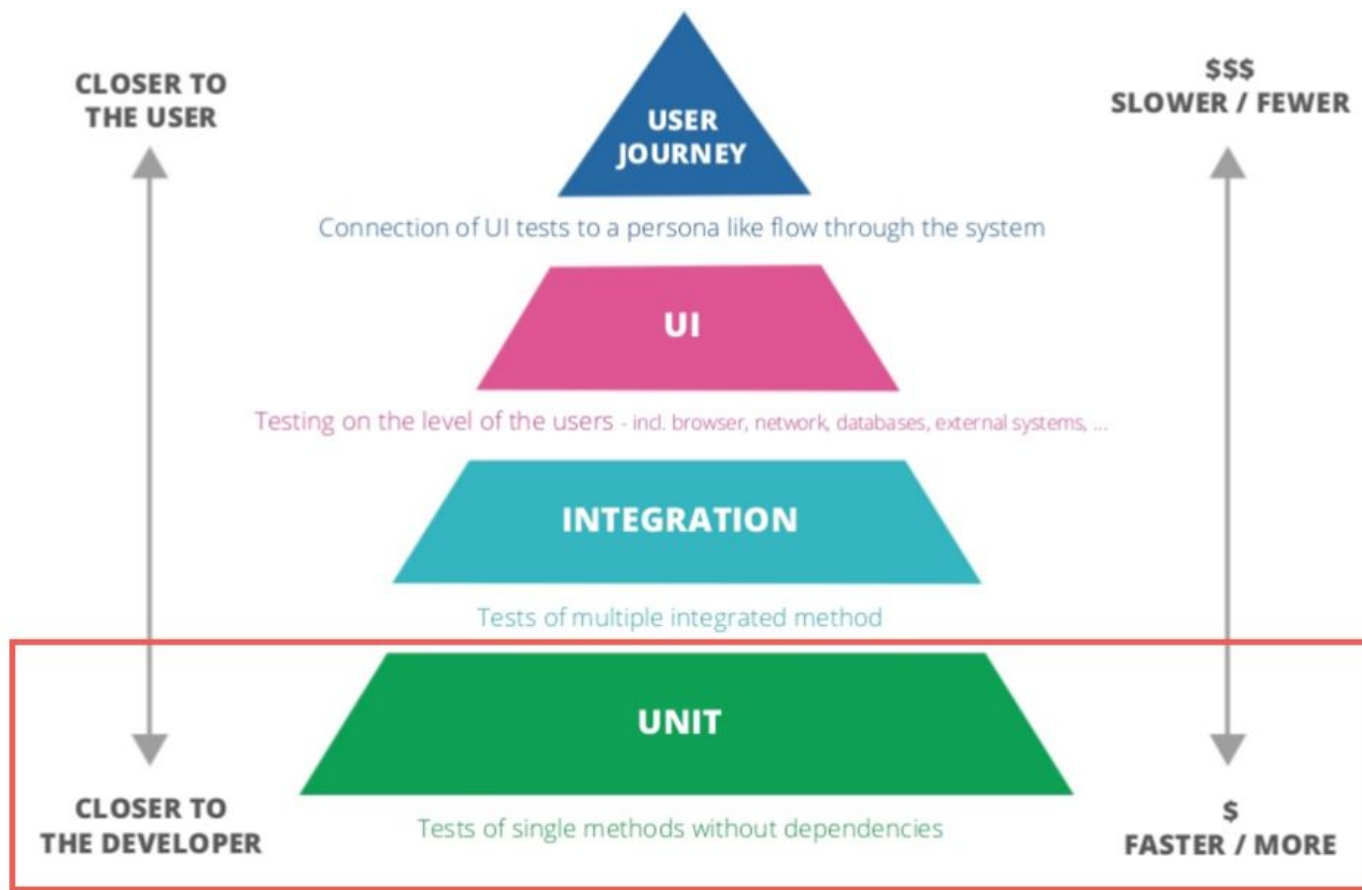 CLOSER TO
THE USER
$$$
SLOWER / FEWER
USER
JOURNEY
Connection of UI tests to a persona like flow through the system
UI
Testing on the level of the users - incl. browser, network, databases, external systems, ...
INTEGRATION
Tests of multiple integrated method
UNIT
CLOSER TO
THE DEVELOPER
Tests of single methods without dependencies
$
FASTER / MORE